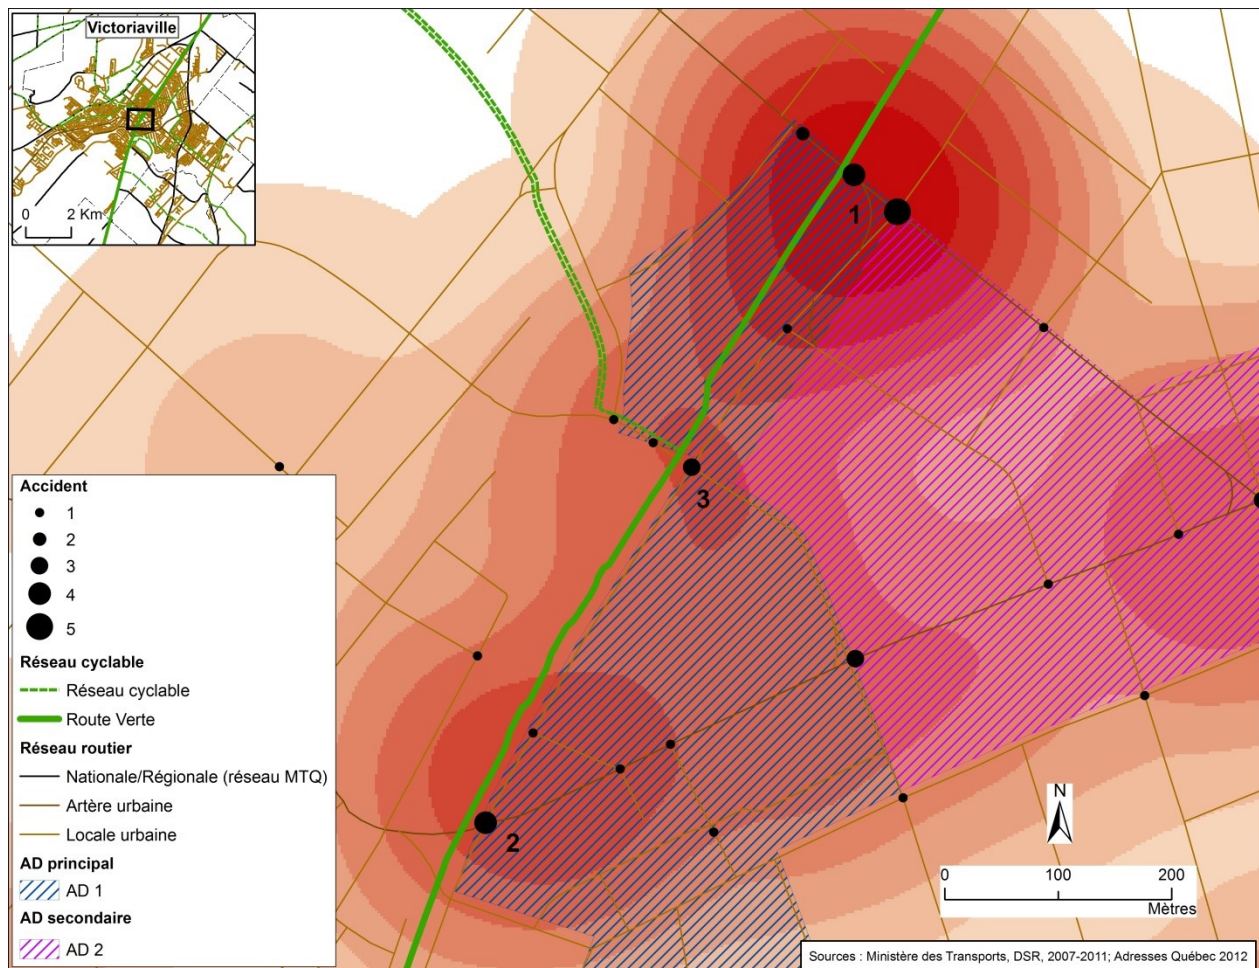 Victoriaville
0 2 Km
1
3
2
Accident
1
2
3
4
5
Réseau cyclable
Réseau cyclable
Route Verte
Réseau routier
Nationale/Régionale (réseau MTQ)
Artère urbaine
Locale urbaine
AD principal
AD 1
AD secondaire
AD 2
N
0 100 200
Mètres
Sources : Ministère des Transports, DSR, 2007-2011; Adresses Québec 2012